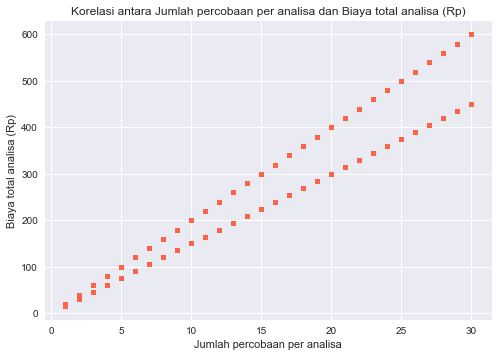 Korelasi antara Jumlah percobaan per analisa dan Biaya total analisa (Rp)
600
500
400
300
200
100
0
Biaya total analisa (Rp)
0 5 10 15 20 25 30
Jumlah percobaan per analisa